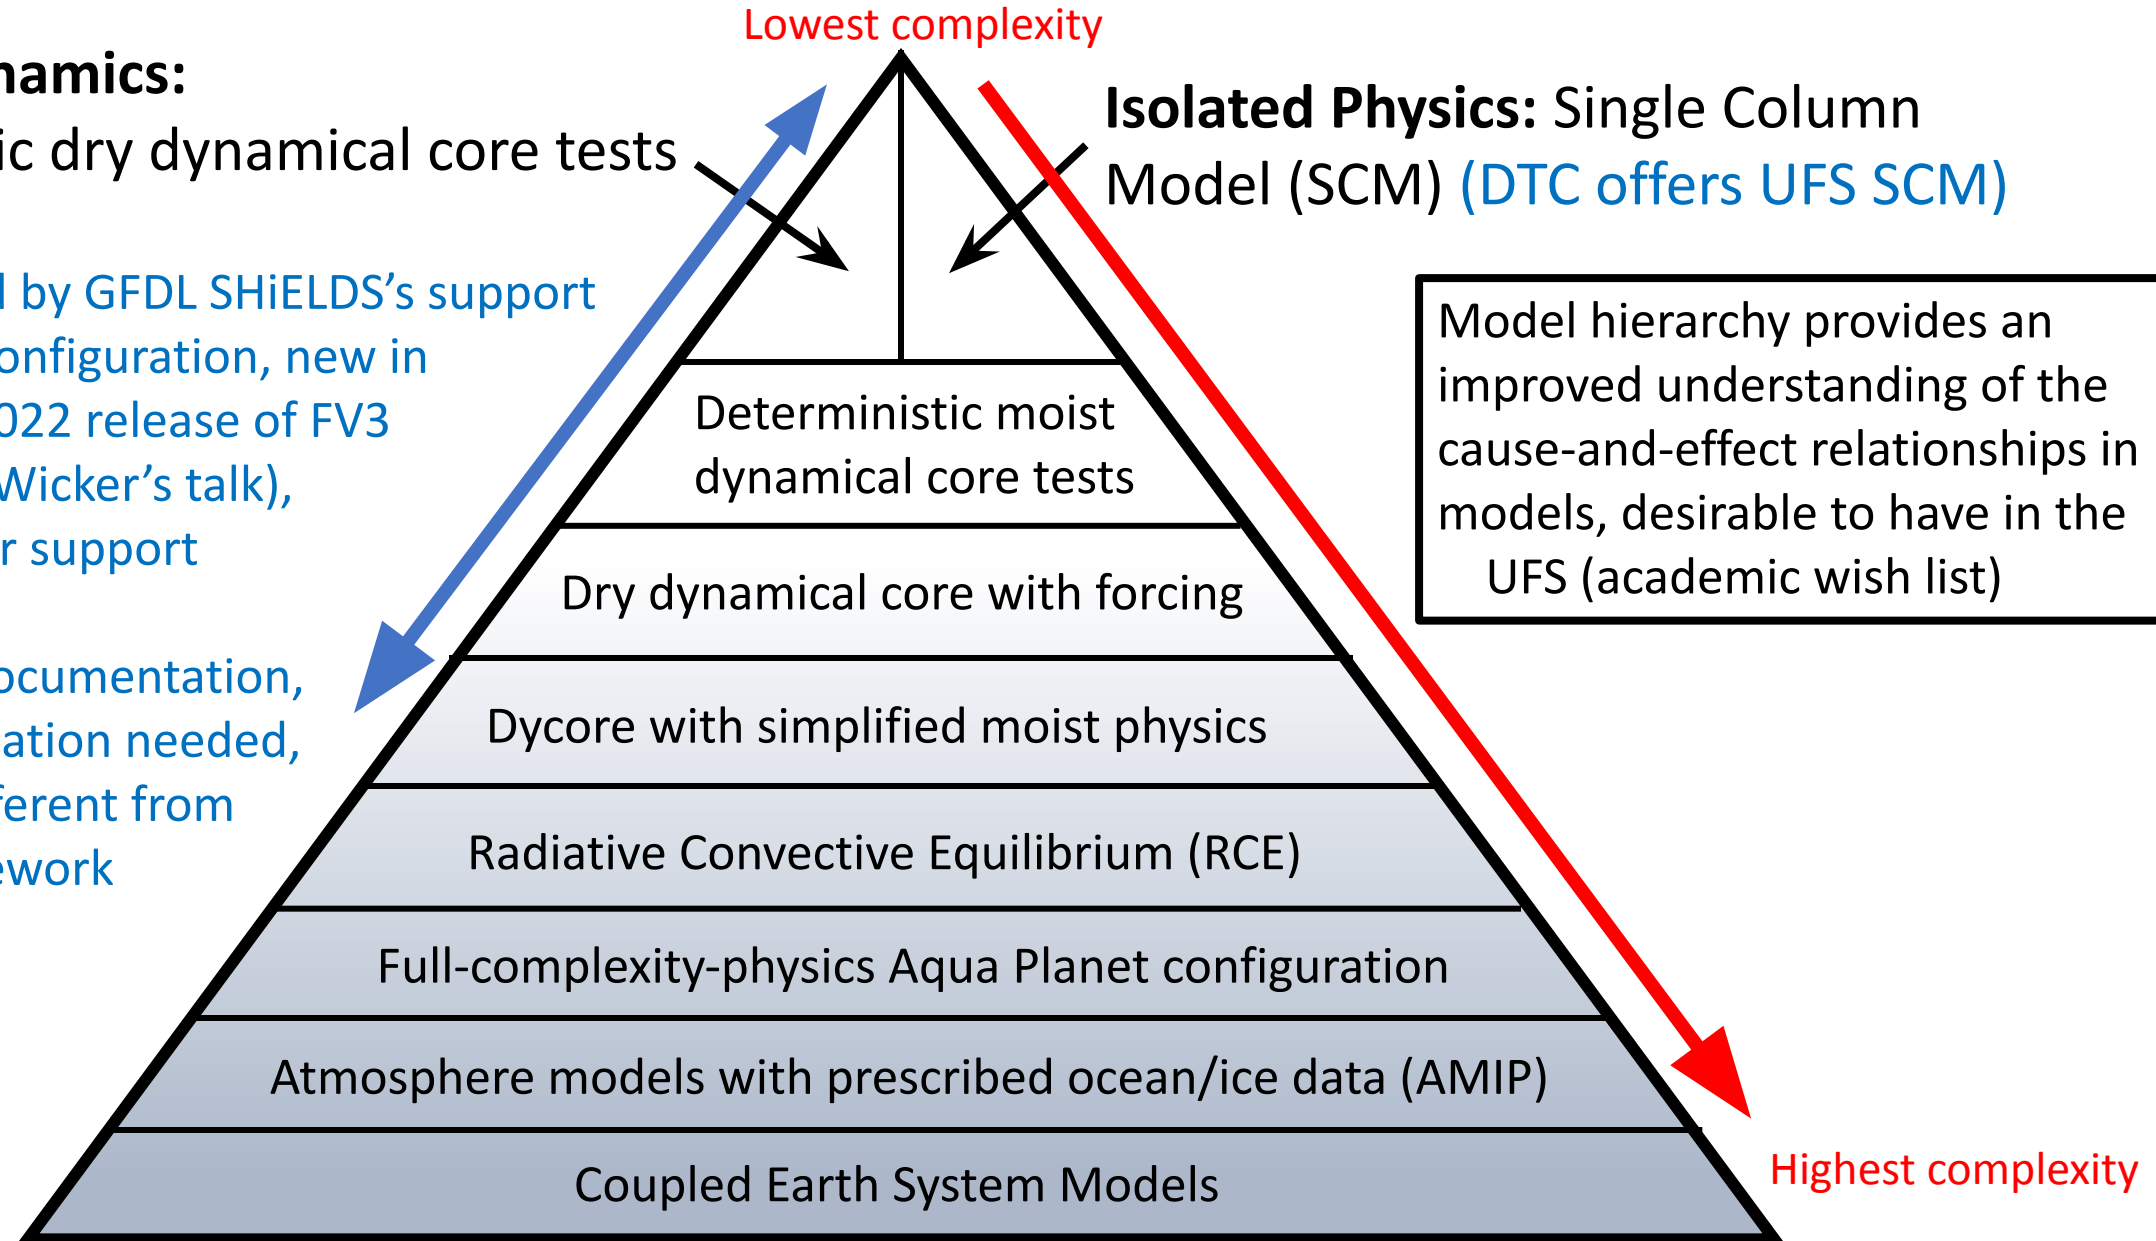 Lowest complexity
namics:
ic dry dynamical core tests
Isolated Physics: Single Column
Model (SCM) (DTC offers UFS SCM)
l by GFDL SHiELDS's support
onfiguration, new in
022 release of FV3
Wicker's talk),
r support
ocumentation,
ation needed,
ferent from
ework
Model hierarchy provides an
improved understanding of the
cause-and-effect relationships in
models, desirable to have in the
UFS (academic wish list)
Deterministic moist
dynamical core tests
Dry dynamical core with forcing
Dycore with simplified moist physics
Radiative Convective Equilibrium (RCE)
Full-complexity-physics Aqua Planet configuration
Atmosphere models with prescribed ocean/ice data (AMIP)
Coupled Earth System Models
Highest complexity